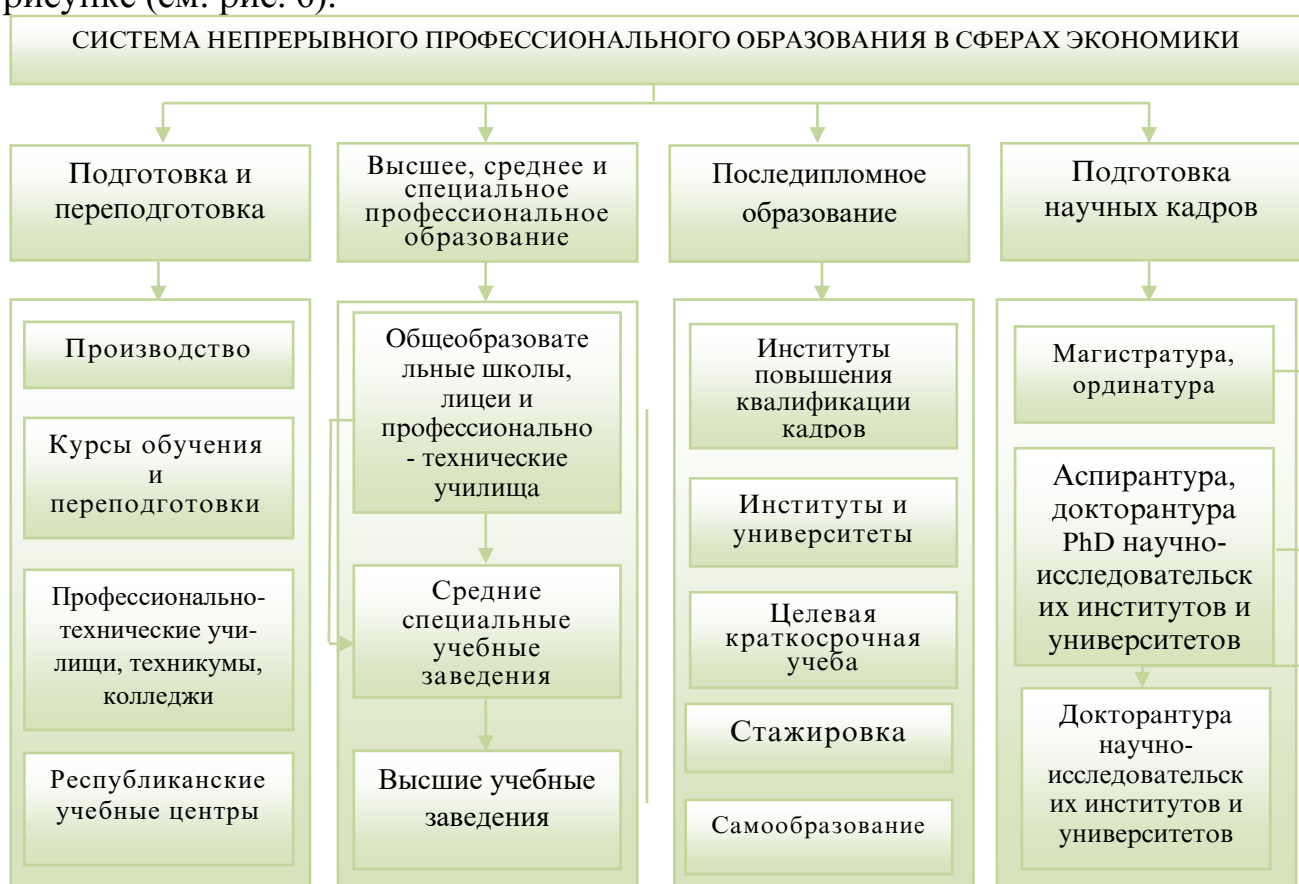 рисунке (см. рис. 6).
СИСТЕМА НЕПРЕРЫВНОГО ПРОФЕССИОНАЛЬНОГО ОБРАЗОВАНИЯ В СФЕРАХ ЭКОНОМИКИ
Подготовка и
переподготовка
Высшее, среднее и
специальное
профессиональное
образование
Последипломное
образование
Подготовка
научных кадров
Производство
Курсы обучения
и
переподготовки
Профессионально-
технические учи-
лищи, техникумы,
колледжи
Республиканские
учебные центры
Общеобразовате
льные школы,
лицеи и
профессионально
- технические
училища
Средние
специальные
учебные
заведения
Высшие учебные
заведения
Институты
повышения
квалификации
кадров
Институты и
университеты
Целевая
краткосрочная
учеба
Стажировка
Самообразование
Магистратура,
ординатура
Аспирантура,
докторантура
PhD научно-
исследовательск
их институтов и
университетов
Докторантура
научно-
исследовательск
их институтов и
университетов